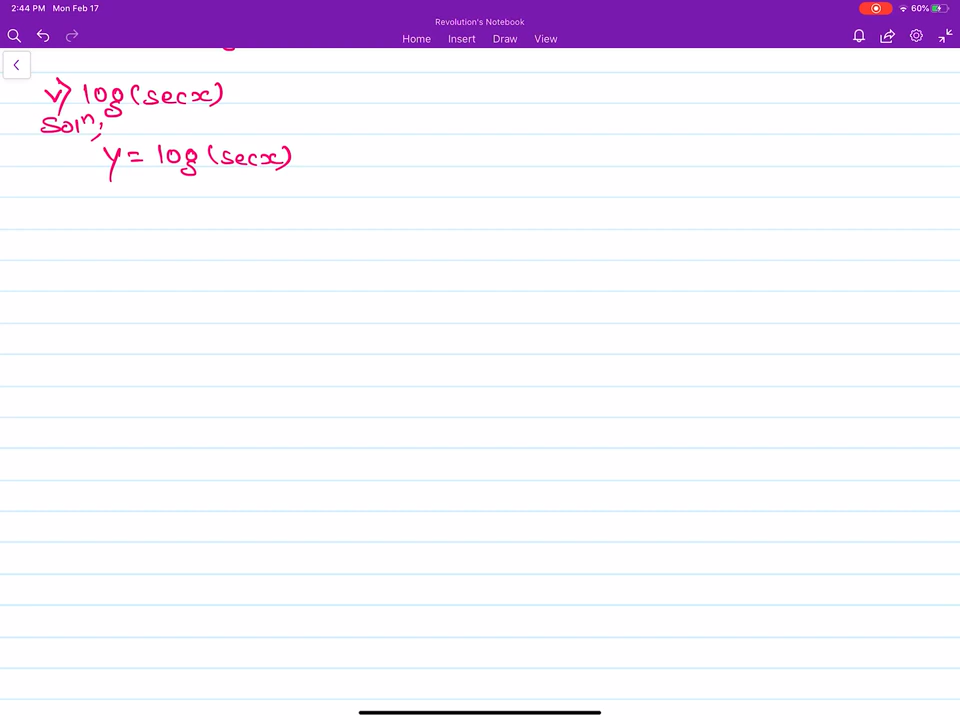 2:44 PM Mon Feb 17
60%
Revolution's Notebook
Home Insert Draw View
v) log(secx)
Solⁿ,
y = log(secx)